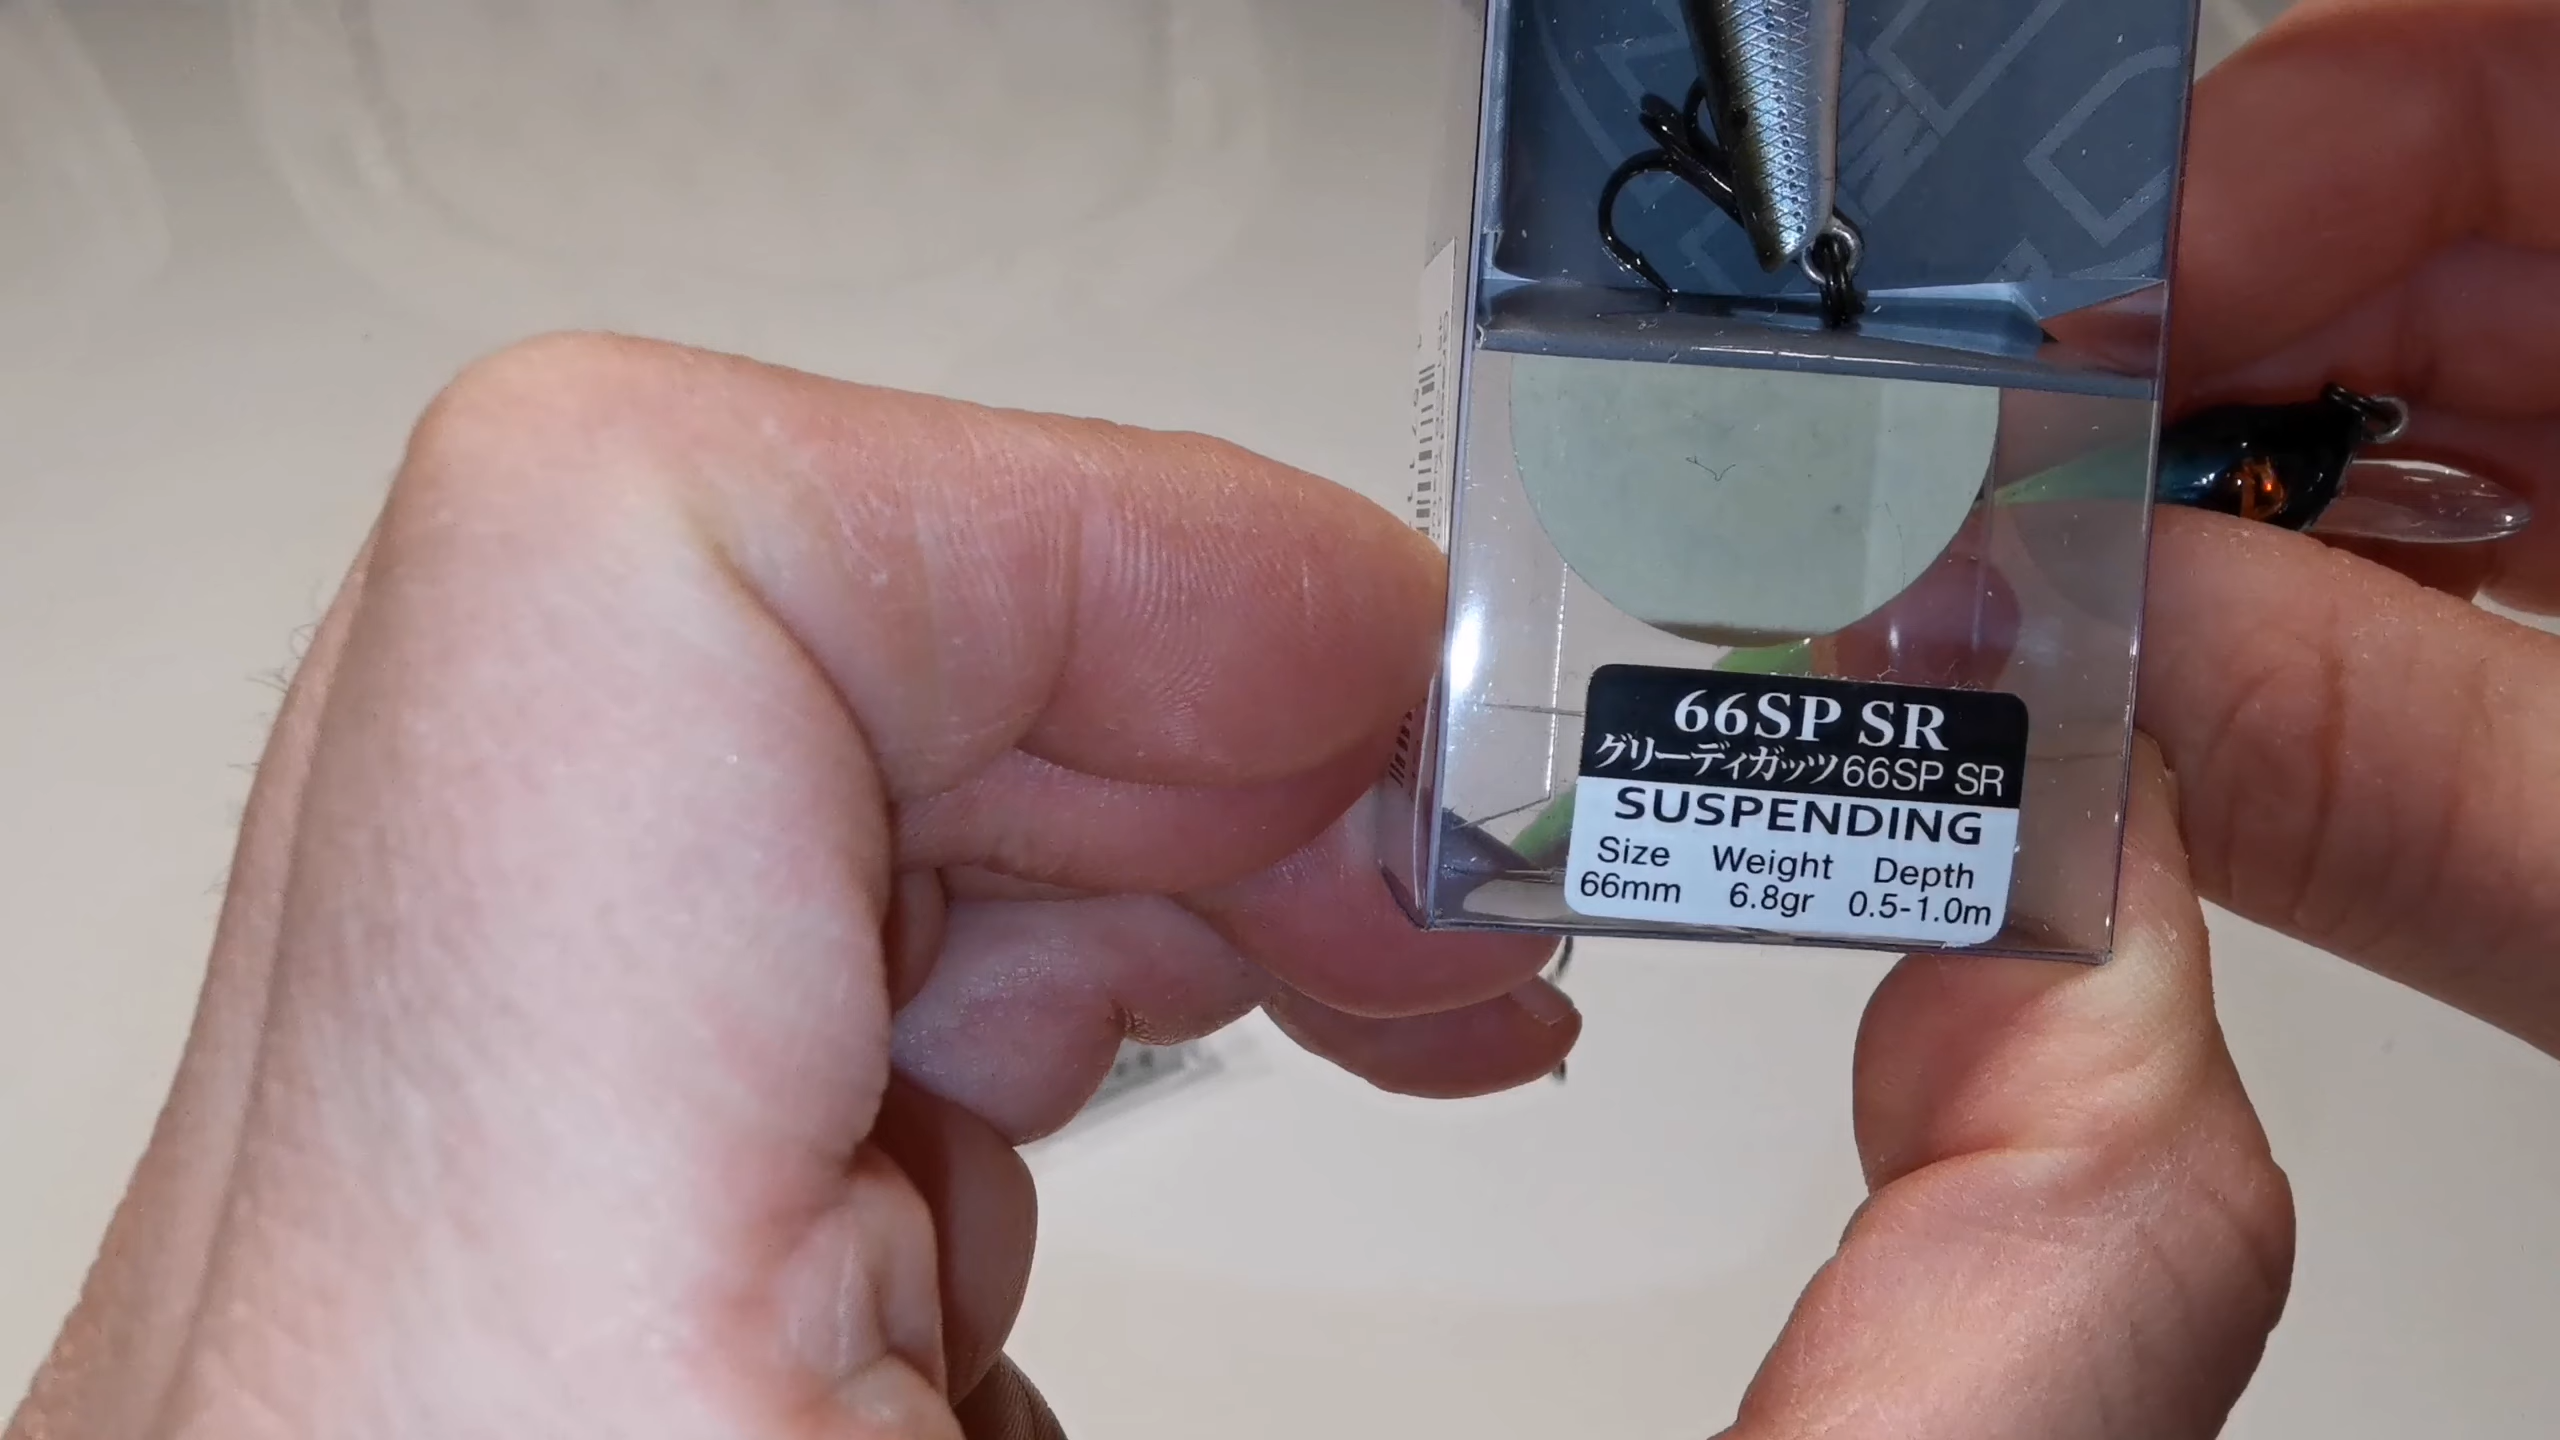 66SP SR
グリーディガッツ66SP SR
SUSPENDING
Size Weight Depth
66mm 6.8gr 0.5-1.0m